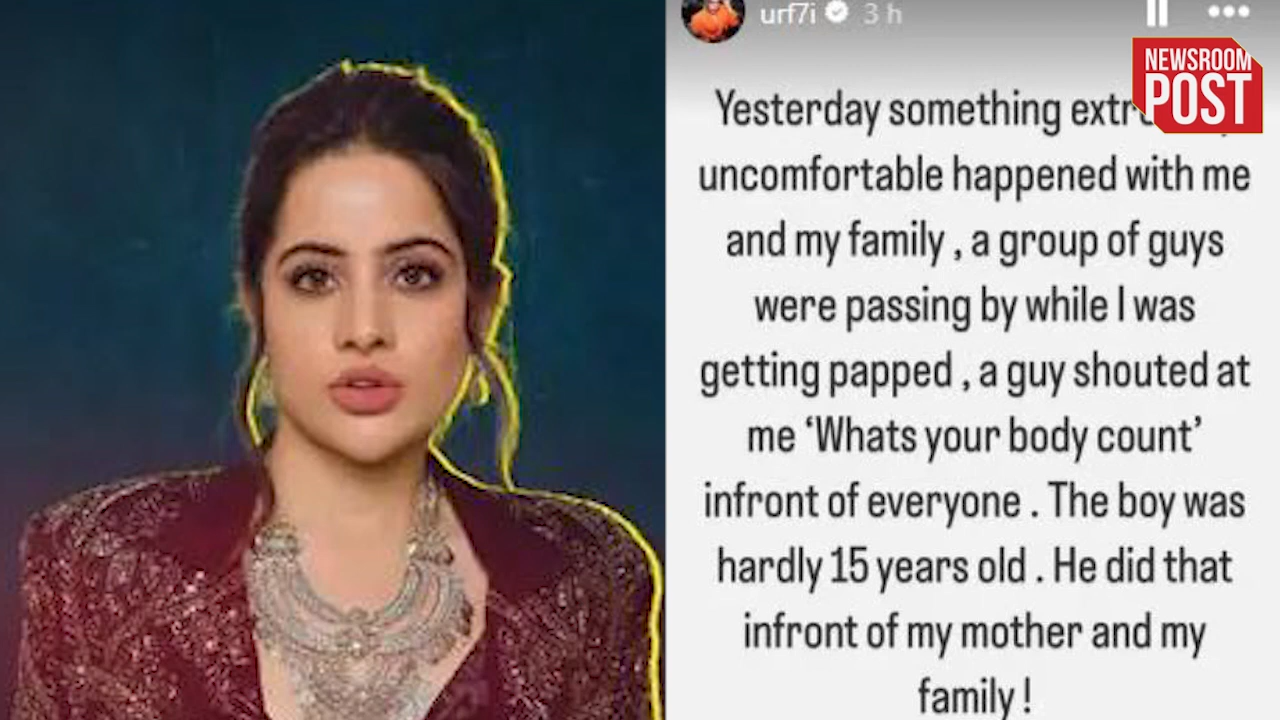 urf7i 3 h
NEWSROOM
POST
Yesterday something
uncomfortable happened with me
and my family , a group of guys
were passing by while I was
getting papped , a guy shouted at
me ‘Whats your body count’
infront of everyone . The boy was
hardly 15 years old . He did that
infront of my mother and my
family !